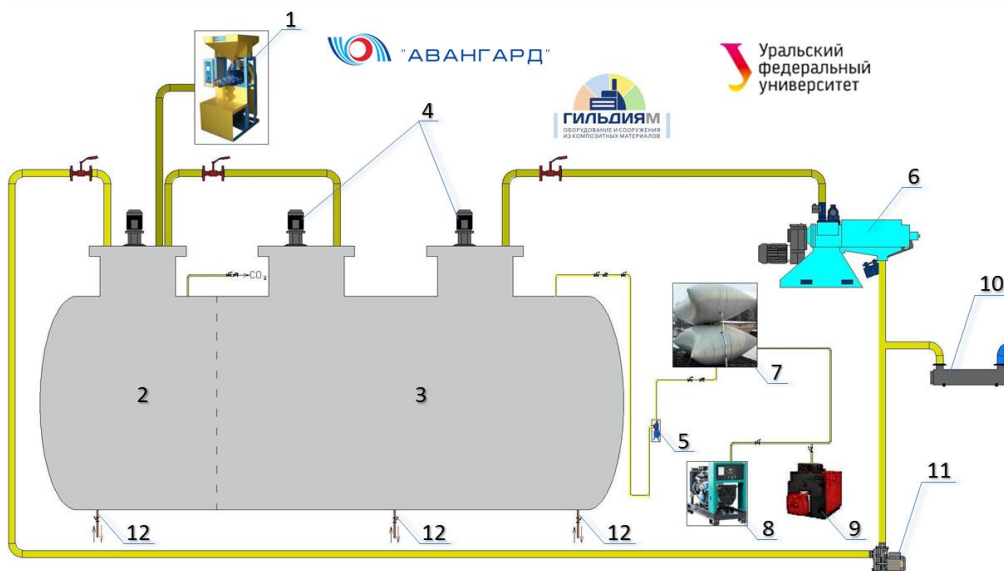 1
"АВАНГАРД"
Уральский
федеральный
университет
ГИЛЬДИЯМ
ОБОРУДОВАНИЕ И СООРУЖЕНИЯ
ИЗ КОМПОЗИТНЫХ МАТЕРИАЛОВ
4
6
CO₂
10
7
2
3
5
11
8
9
12
12
12